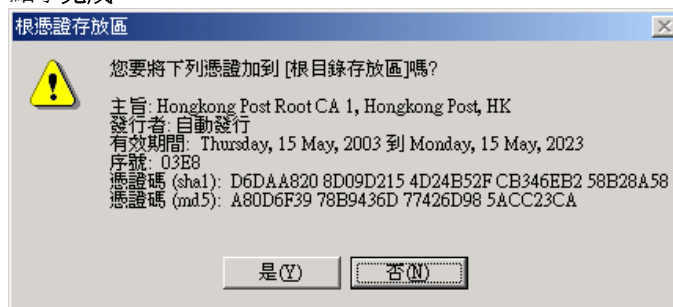 根憑證存放區
您要將下列憑證加到 [根目錄存放區]嗎?
主旨: Hongkong Post Root CA 1, Hongkong Post, HK
發行者: 自動發行
有效期間: Thursday, 15 May, 2003 到 Monday, 15 May, 2023
序號: 03E8
憑證碼 (sha1): D6DAA820 8D09D215 4D24B52F CB346EB2 58B28A58
憑證碼 (md5): A80D6F39 78B9436D 77426D98 5ACC23CA
是(Y) 否(N)